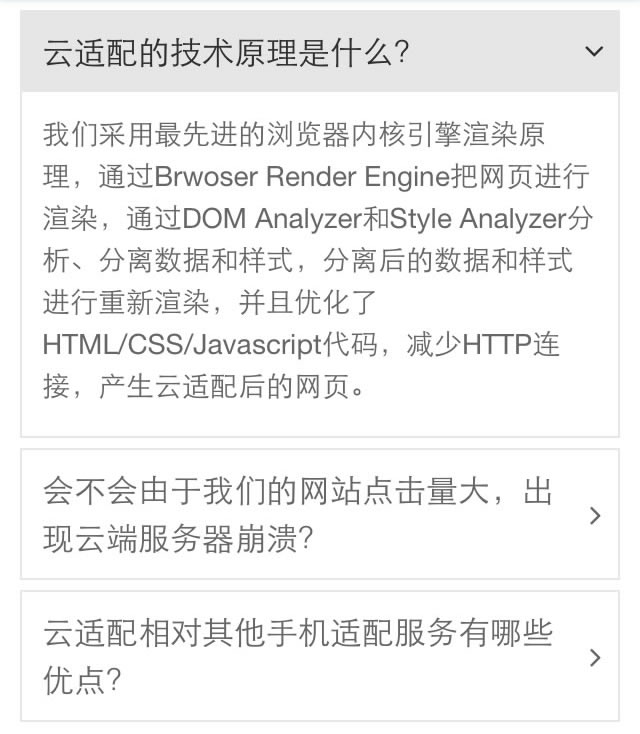 云适配的技术原理是什么？
我们采用最先进的浏览器内核引擎渲染原
理，通过Brwoser Render Engine把网页进行
渲染，通过DOM Analyzer和Style Analyzer分
析、分离数据和样式，分离后的数据和样式
进行重新渲染，并且优化了
HTML/CSS/Javascript代码，减少HTTP连
接，产生云适配后的网页。
会不会由于我们的网站点击量大，出
现云端服务器崩溃？
云适配相对其他手机适配服务有哪些
优点？